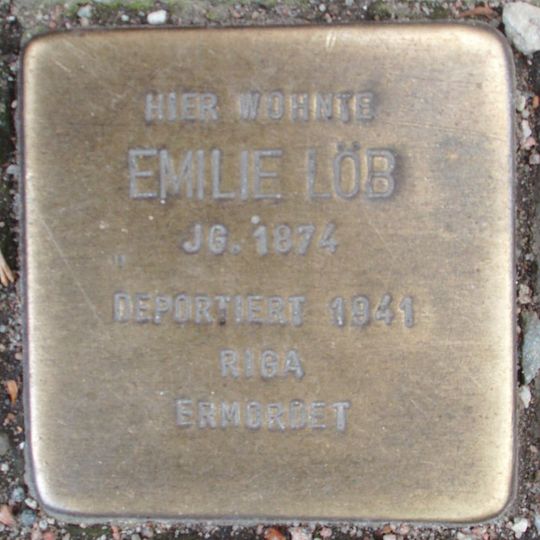 HIER WOHNTE
EMILIE LÖB
JG. 1874
DEPORTIERT 1941
RIGA
ERMORDET